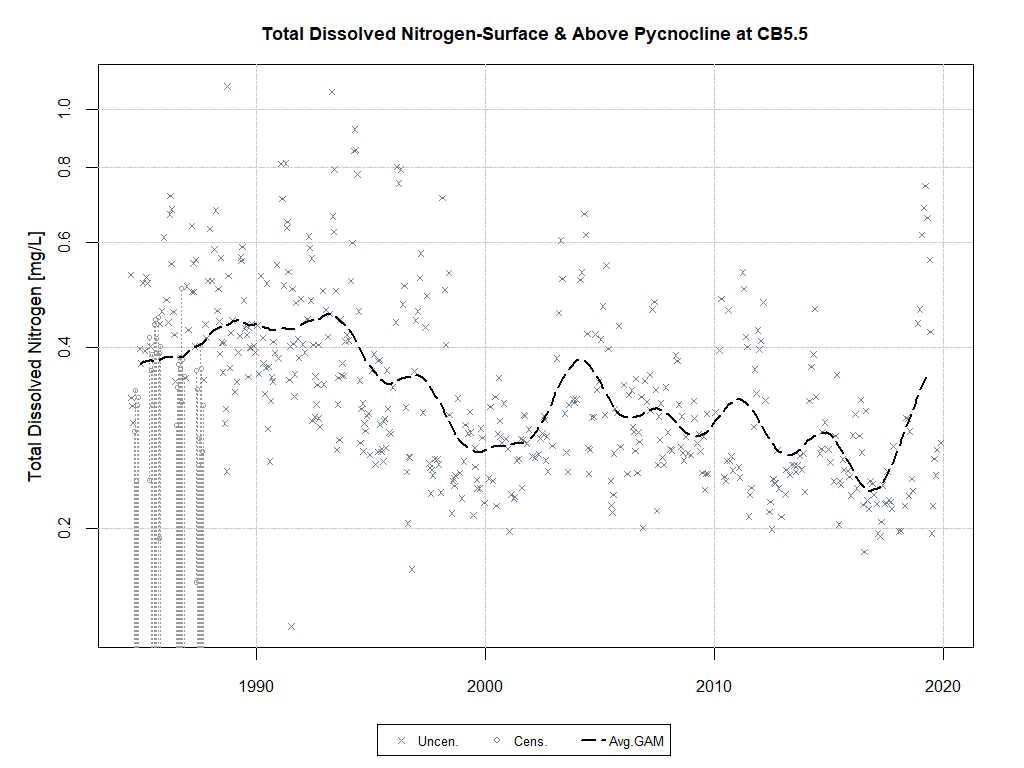 Total Dissolved Nitrogen-Surface & Above Pycnocline at CB5.5
Total Dissolved Nitrogen [mg/L]
1.0
0.8
0.6
0.4
0.2
1990 2000 2010 2020
Uncen. Cens. Avg.GAM